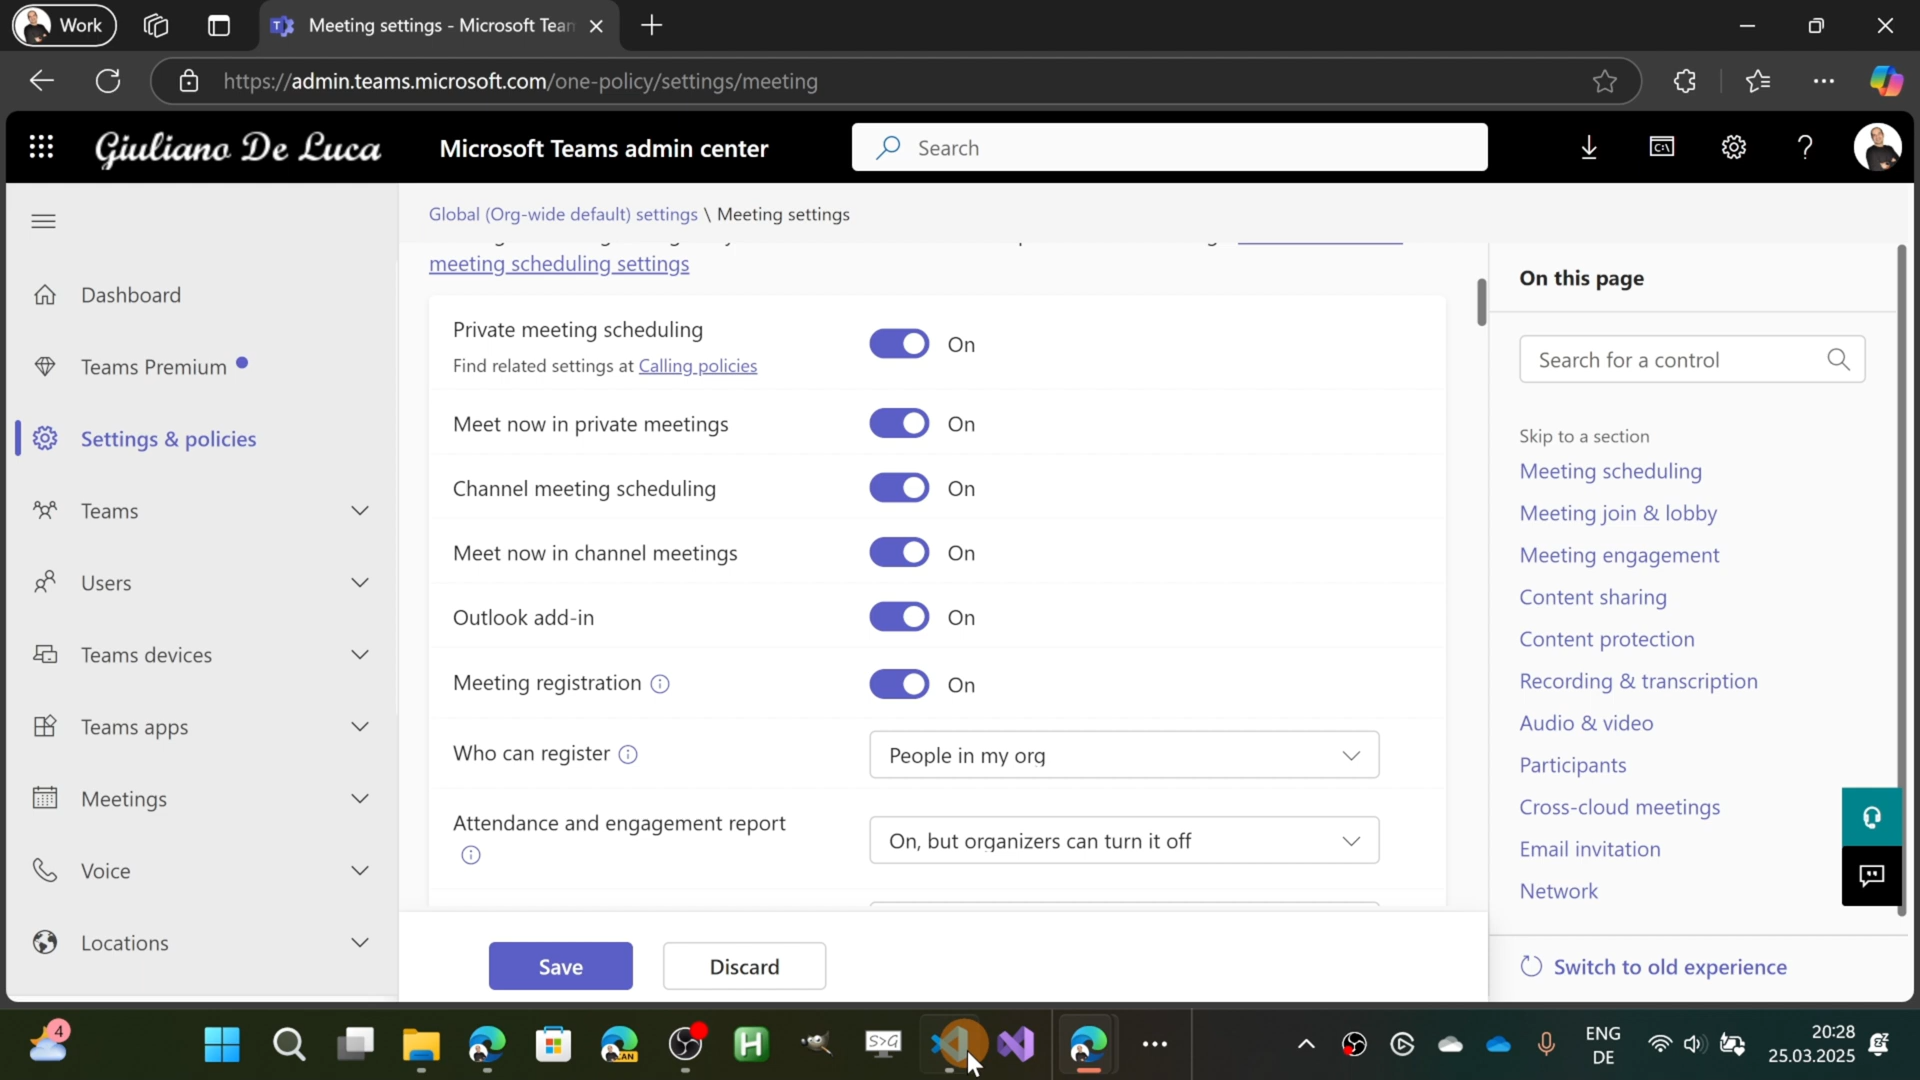 Work
Meeting settings - Microsoft Tean
https://admin.teams.microsoft.com/one-policy/settings/meeting
Giuliano De Luca
Microsoft Teams admin center
Search
Global (Org-wide default) settings \ Meeting settings
meeting scheduling settings
Dashboard
Teams Premium
Settings & policies
Teams
Users
Teams devices
Teams apps
Meetings
Voice
Locations
Private meeting scheduling
On
Find related settings at Calling policies
Meet now in private meetings
On
Channel meeting scheduling
On
Meet now in channel meetings
On
Outlook add-in
On
Meeting registration
On
Who can register
People in my org
Attendance and engagement report
On, but organizers can turn it off
Save
Discard
On this page
Search for a control
Skip to a section
Meeting scheduling
Meeting join & lobby
Meeting engagement
Content sharing
Content protection
Recording & transcription
Audio & video
Participants
Cross-cloud meetings
Email invitation
Network
Switch to old experience
4
CAN
H
S>G
ENG
DE
20:28
25.03.2025